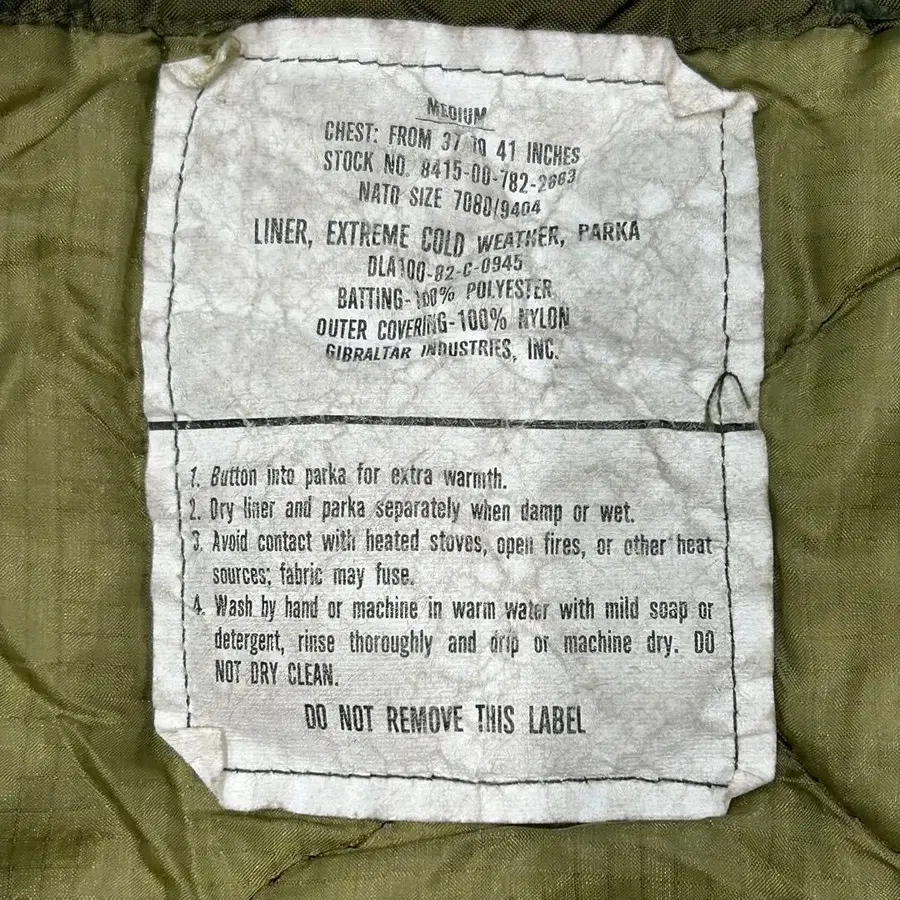 MEDIUM
CHEST: FROM 37 TO 41 INCHES
STOCK NO. 8415-00-782-2883
NATO SIZE 7080/9404
LINER, EXTREME COLD WEATHER, PARKA
DLA100-82-C-0945
BATTING-100% POLYESTER
OUTER COVERING-100% NYLON
GIBRALTAR INDUSTRIES, INC.
1. Button into parka for extra warmth.
2. Dry liner and parka separately when damp or wet.
3. Avoid contact with heated stoves, open fires, or other heat
sources; fabric may fuse.
4. Wash by hand or machine in warm water with mild soap or
detergent, rinse thoroughly and drip or machine dry. DO
NOT DRY CLEAN.
DO NOT REMOVE THIS LABEL